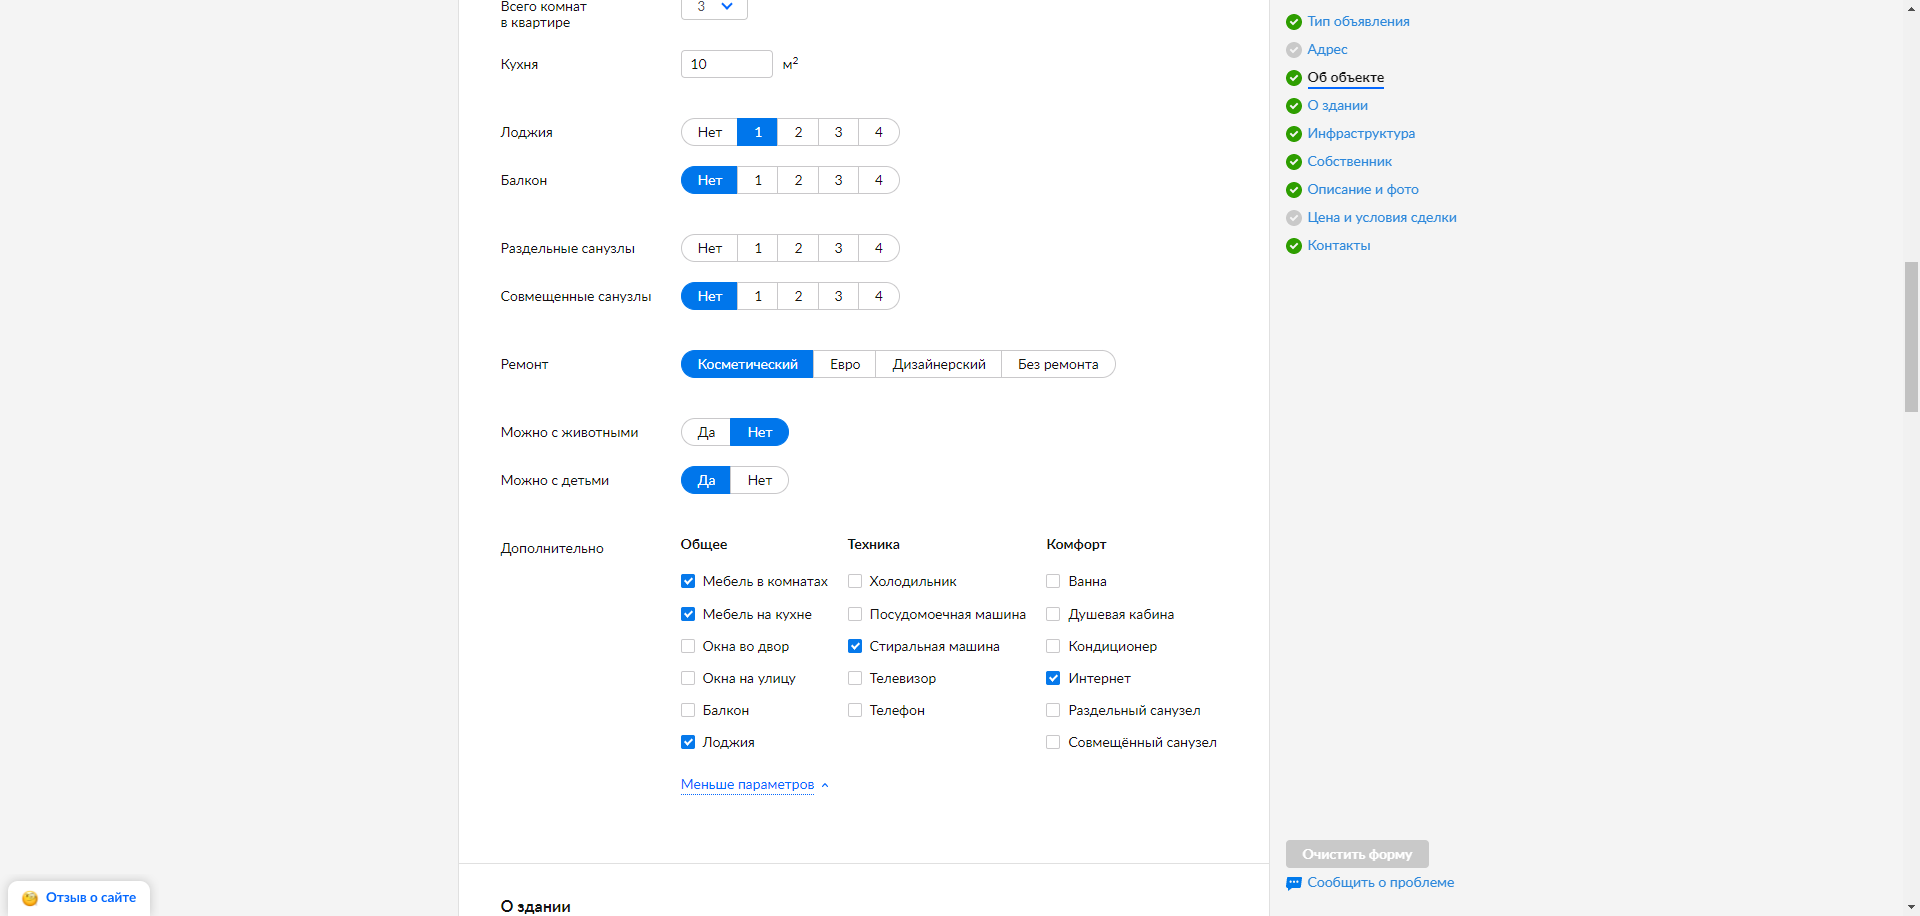 Всего комнат
в квартире
3
Кухня
10
м²
Лоджия
Нет 1 2 3 4
Балкон
Нет 1 2 3 4
Раздельные санузлы
Нет 1 2 3 4
Совмещенные санузлы
Нет 1 2 3 4
Ремонт
Косметический Евро Дизайнерский Без ремонта
Можно с животными
Да Нет
Можно с детьми
Да Нет
Дополнительно
Общее
Мебель в комнатах
Мебель на кухне
Окна во двор
Окна на улицу
Балкон
Лоджия
Техника
Холодильник
Посудомоечная машина
Стиральная машина
Телевизор
Телефон
Комфорт
Ванна
Душевая кабина
Кондиционер
Интернет
Раздельный санузел
Совмещённый санузел
Меньше параметров
О здании
Тип объявления
Адрес
Об объекте
О здании
Инфраструктура
Собственник
Описание и фото
Цена и условия сделки
Контакты
Очистить форму
Сообщить о проблеме
Отзыв о сайте